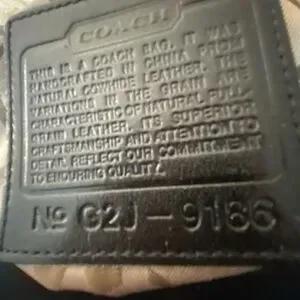 COACH
THIS IS A COACH BAG. IT WAS
HANDCRAFTED IN CHINA FROM
NATURAL COWHIDE LEATHER. THE
VARIATIONS IN THE GRAIN ARE
CHARACTERISTIC OF NATURAL FULL-
GRAIN LEATHER. ITS SUPERIOR
CRAFTSMANSHIP AND ATTENTION TO
DETAIL REFLECT OUR COMMITMENT
TO ENDURING QUALITY.
No G2J-9166